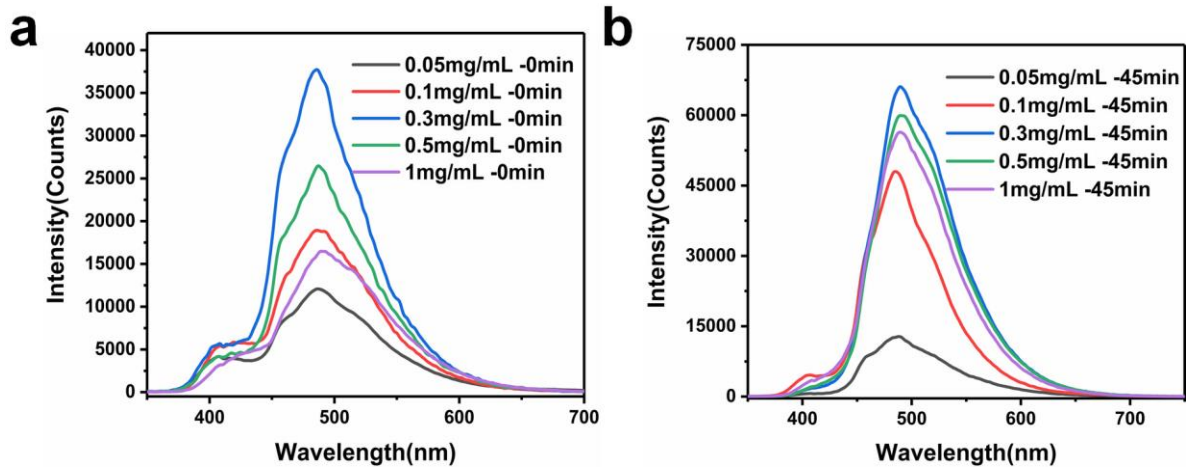 a
Intensity(Counts)
40000
35000
30000
25000
20000
15000
10000
5000
0
0.05mg/mL -0min
0.1mg/mL -0min
0.3mg/mL -0min
0.5mg/mL -0min
1mg/mL -0min
400
500
600
700
Wavelength(nm)
b
Intensity(Counts)
75000
60000
45000
30000
15000
0
0.05mg/mL -45min
0.1mg/mL -45min
0.3mg/mL -45min
0.5mg/mL -45min
1mg/mL -45min
400
500
600
700
Wavelength(nm)